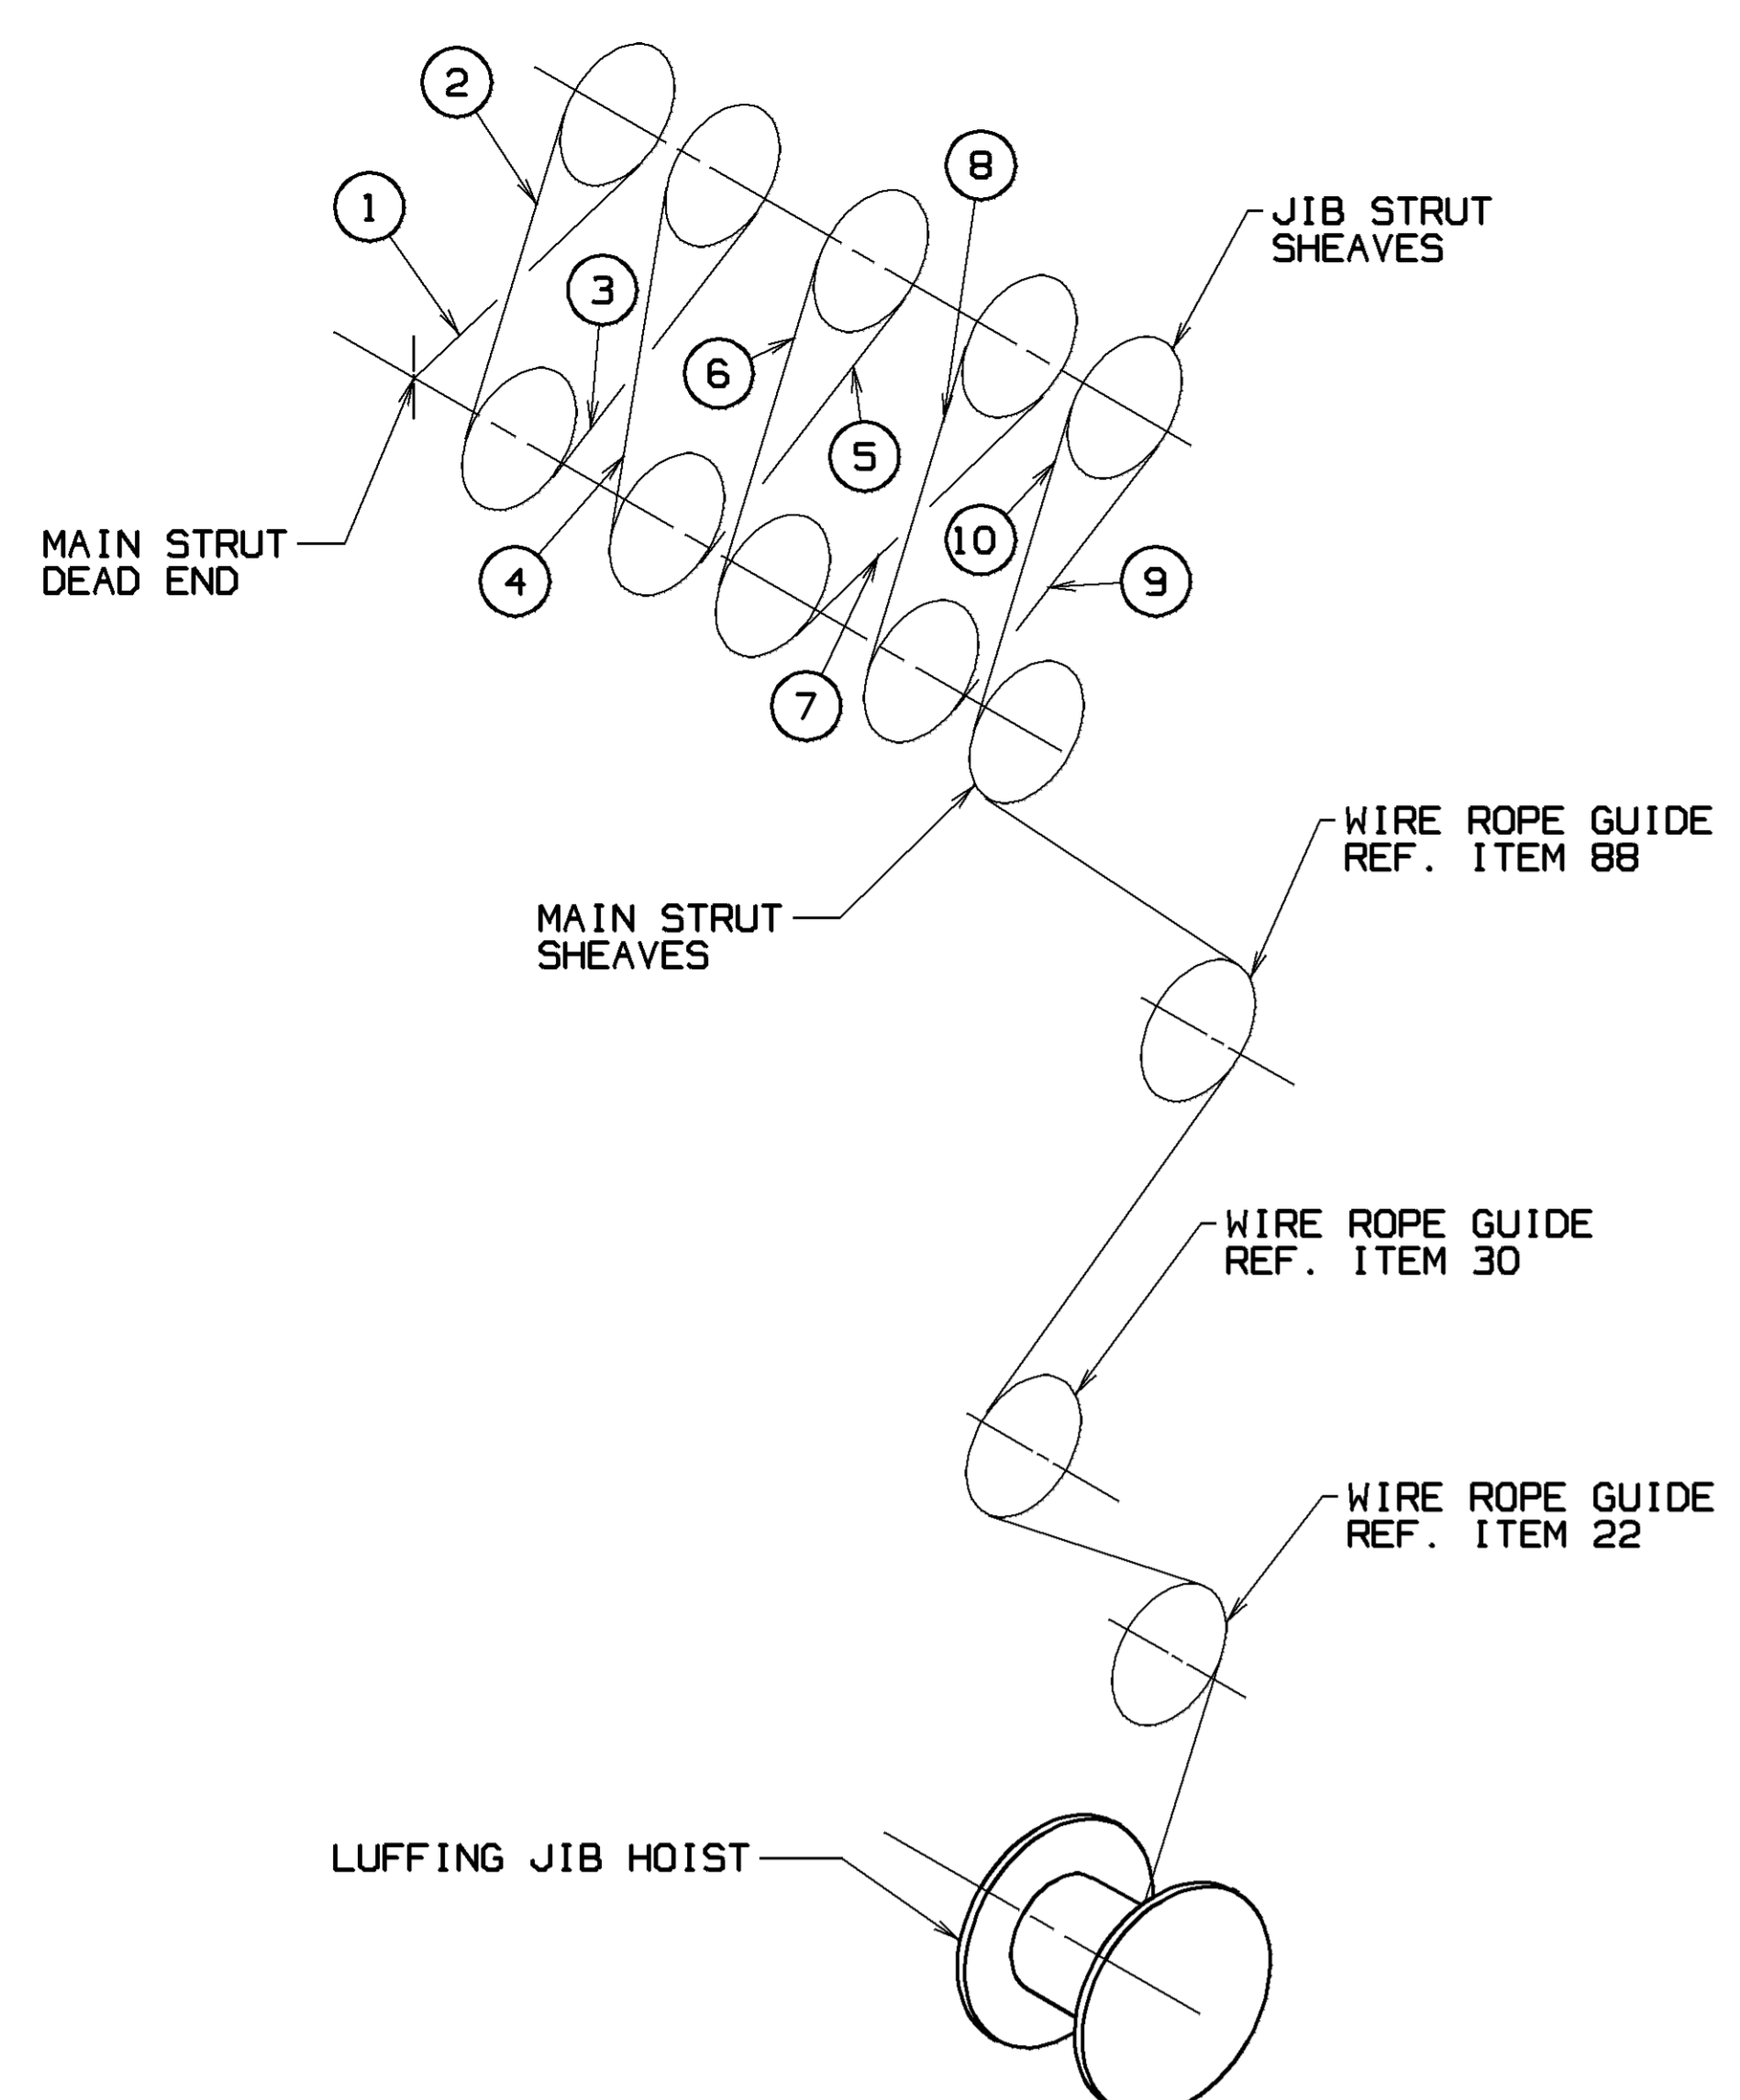 2
8
1
JIB STRUT
SHEAVES
3
6
5
10
MAIN STRUT
DEAD END
4
9
7
WIRE ROPE GUIDE
REF. ITEM 88
MAIN STRUT
SHEAVES
WIRE ROPE GUIDE
REF. ITEM 30
WIRE ROPE GUIDE
REF. ITEM 22
LUFFING JIB HOIST